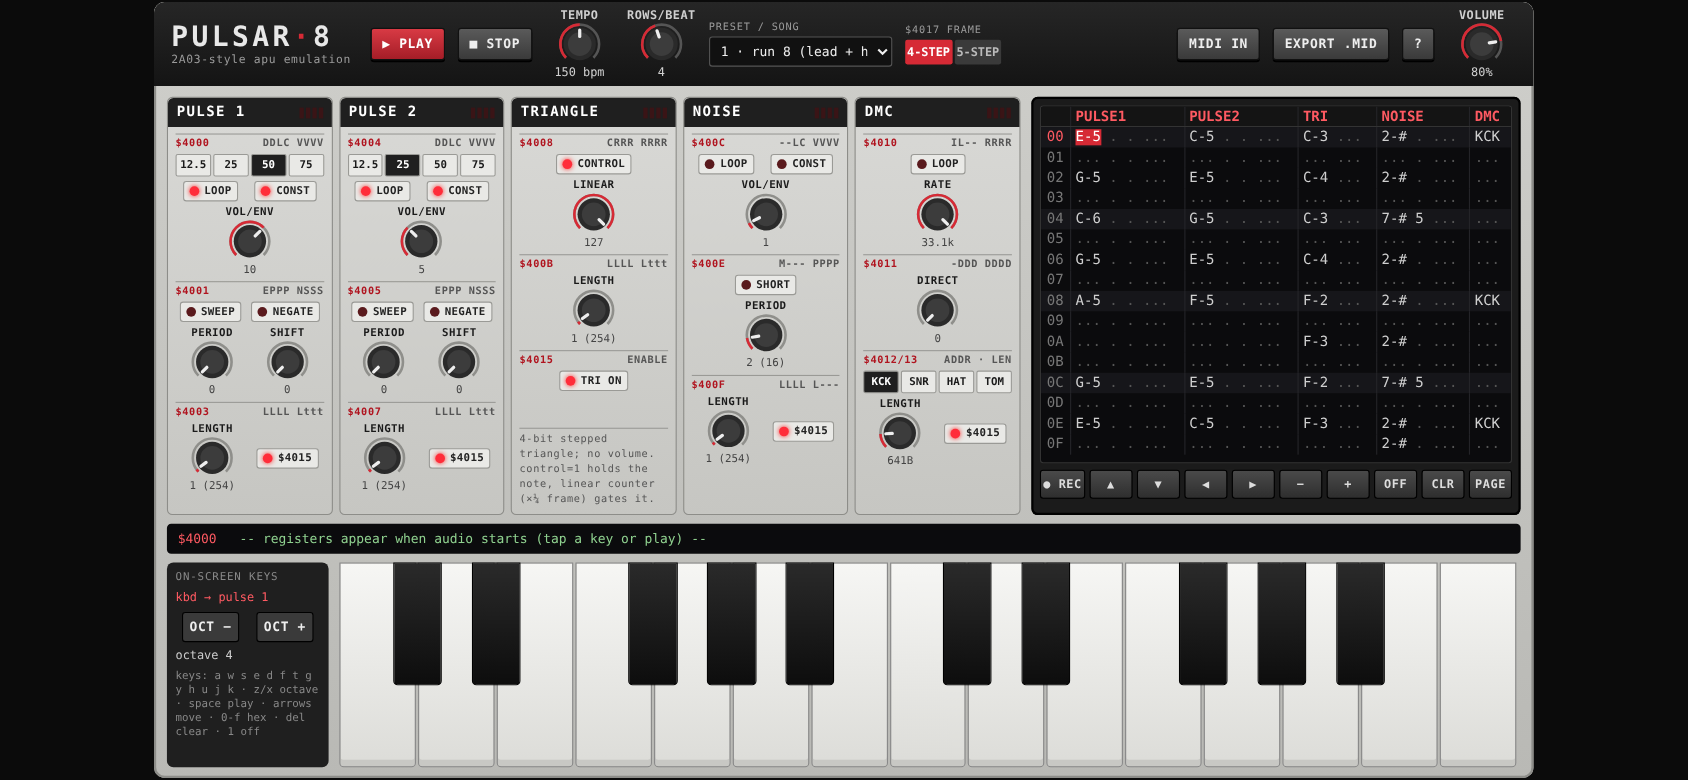 PULSAR·8
2A03-style apu emulation
▶ PLAY
■ STOP
TEMPO
150 bpm
ROWS/BEAT
4
PRESET / SONG
1 · run 8 (lead + h
$4017 FRAME
4-STEP 5-STEP
MIDI IN
EXPORT .MID
?
VOLUME
80%
PULSE 1
$4000 DDLC VVVV
12.5 25 50 75
LOOP CONST
VOL/ENV
10
$4001 EPPP NSSS
SWEEP NEGATE
PERIOD SHIFT
0 0
$4003 LLLL Lttt
LENGTH
$4015
1 (254)
PULSE 2
$4004 DDLC VVVV
12.5 25 50 75
LOOP CONST
VOL/ENV
5
$4005 EPPP NSSS
SWEEP NEGATE
PERIOD SHIFT
0 0
$4007 LLLL Lttt
LENGTH
$4015
1 (254)
TRIANGLE
$4008 CRRR RRRR
CONTROL
LINEAR
127
$400B LLLL Lttt
LENGTH
1 (254)
$4015 ENABLE
TRI ON
4-bit stepped
triangle; no volume.
control=1 holds the
note, linear counter
(×¼ frame) gates it.
NOISE
$400C --LC VVVV
LOOP CONST
VOL/ENV
1
$400E M--- PPPP
SHORT
PERIOD
2 (16)
$400F LLLL L---
LENGTH
$4015
1 (254)
DMC
$4010 IL-- RRRR
LOOP
RATE
33.1k
$4011 -DDD DDDD
DIRECT
0
$4012/13 ADDR · LEN
KCK SNR HAT TOM
LENGTH
$4015
641B
PULSE1 PULSE2 TRI NOISE DMC
00 E-5 . . ... C-5 . . ... C-3 ... 2-# . ... KCK
01 ... . . ... ... . . ... ... ... ... . ... ...
02 G-5 . . ... E-5 . . ... C-4 ... 2-# . ... ...
03 ... . . ... ... . . ... ... ... ... . ... ...
04 C-6 . . ... G-5 . . ... C-3 ... 7-# 5 ... ...
05 ... . . ... ... . . ... ... ... ... . ... ...
06 G-5 . . ... E-5 . . ... C-4 ... 2-# . ... ...
07 ... . . ... ... . . ... ... ... ... . ... ...
08 A-5 . . ... F-5 . . ... F-2 ... 2-# . ... KCK
09 ... . . ... ... . . ... ... ... ... . ... ...
0A ... . . ... ... . . ... F-3 ... 2-# . ... ...
0B ... . . ... ... . . ... ... ... ... . ... ...
0C G-5 . . ... E-5 . . ... F-2 ... 7-# 5 ... ...
0D ... . . ... ... . . ... ... ... ... . ... ...
0E E-5 . . ... C-5 . . ... F-3 ... 2-# . ... KCK
0F ... . . ... ... . . ... ... ... 2-# . ... ...
● REC ▲ ▼ ◀ ▶ − + OFF CLR PAGE
$4000 -- registers appear when audio starts (tap a key or play) --
ON-SCREEN KEYS
kbd → pulse 1
OCT − OCT +
octave 4
keys: a w s e d f t g
y h u j k · z/x octave
· space play · arrows
move · 0-f hex · del
clear · 1 off